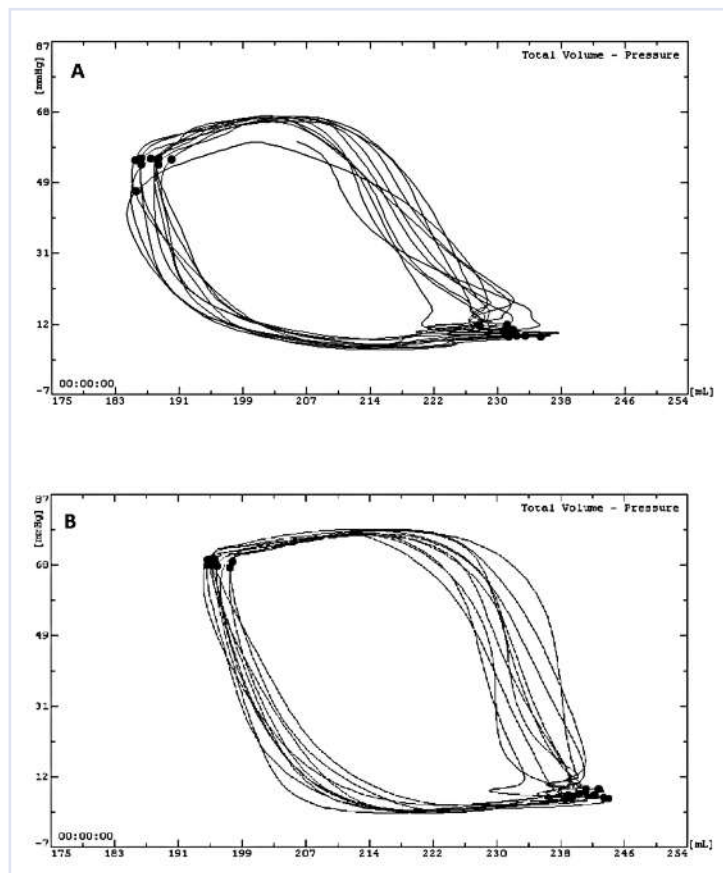 87
[mmHg]
A
Total Volume - Pressure
68
49
31
12
-7
00:00:00
[mL]
175 183 191 199 207 214 222 230 238 246 254
87
[mmHg]
B
Total Volume - Pressure
68
49
31
12
-7
00:00:00
[mL]
175 183 191 199 207 214 222 230 238 246 254